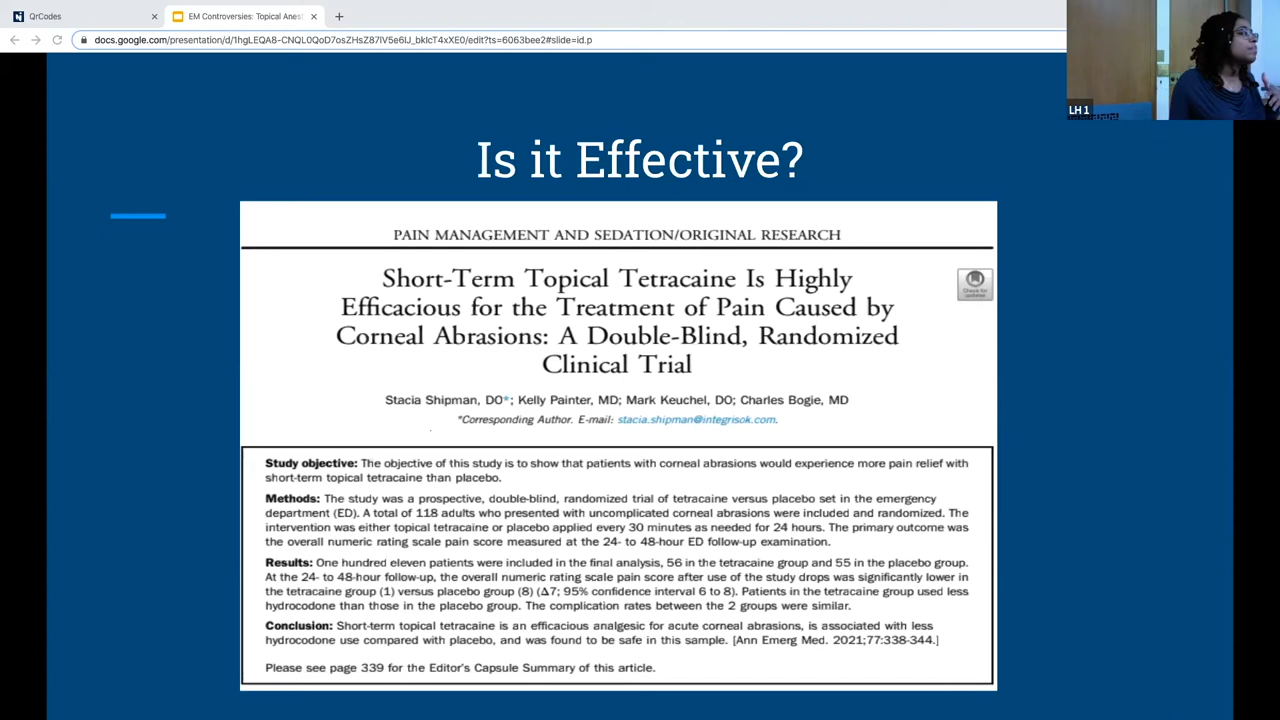 QrCodes
EM Controversies: Topical Anest
docs.google.com/presentation/d/1hgLEQA8-CNQL0QoD7osZHsZ87IV5e6IJ_bkIcT4xXE0/edit?ts=6063bee2#slide=id.p
LH 1
Is it Effective?
PAIN MANAGEMENT AND SEDATION/ORIGINAL RESEARCH
Short-Term Topical Tetracaine Is Highly
Efficacious for the Treatment of Pain Caused by
Corneal Abrasions: A Double-Blind, Randomized
Clinical Trial
Check for
updates
Stacia Shipman, DO*; Kelly Painter, MD; Mark Keuchel, DO; Charles Bogie, MD
*Corresponding Author. E-mail: stacia.shipman@integrisok.com.
Study objective: The objective of this study is to show that patients with corneal abrasions would experience more pain relief with
short-term topical tetracaine than placebo.
Methods: The study was a prospective, double-blind, randomized trial of tetracaine versus placebo set in the emergency
department (ED). A total of 118 adults who presented with uncomplicated corneal abrasions were included and randomized. The
intervention was either topical tetracaine or placebo applied every 30 minutes as needed for 24 hours. The primary outcome was
the overall numeric rating scale pain score measured at the 24- to 48-hour ED follow-up examination.
Results: One hundred eleven patients were included in the final analysis, 56 in the tetracaine group and 55 in the placebo group.
At the 24- to 48-hour follow-up, the overall numeric rating scale pain score after use of the study drops was significantly lower in
the tetracaine group (1) versus placebo group (8) (Δ7; 95% confidence interval 6 to 8). Patients in the tetracaine group used less
hydrocodone than those in the placebo group. The complication rates between the 2 groups were similar.
Conclusion: Short-term topical tetracaine is an efficacious analgesic for acute corneal abrasions, is associated with less
hydrocodone use compared with placebo, and was found to be safe in this sample. [Ann Emerg Med. 2021;77:338-344.]
Please see page 339 for the Editor's Capsule Summary of this article.